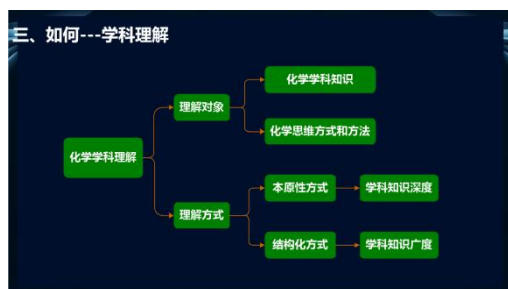 三、如何---学科理解
化学学科理解
理解对象
化学学科知识
化学思维方式和方法
理解方式
本原性方式
学科知识深度
结构化方式
学科知识广度